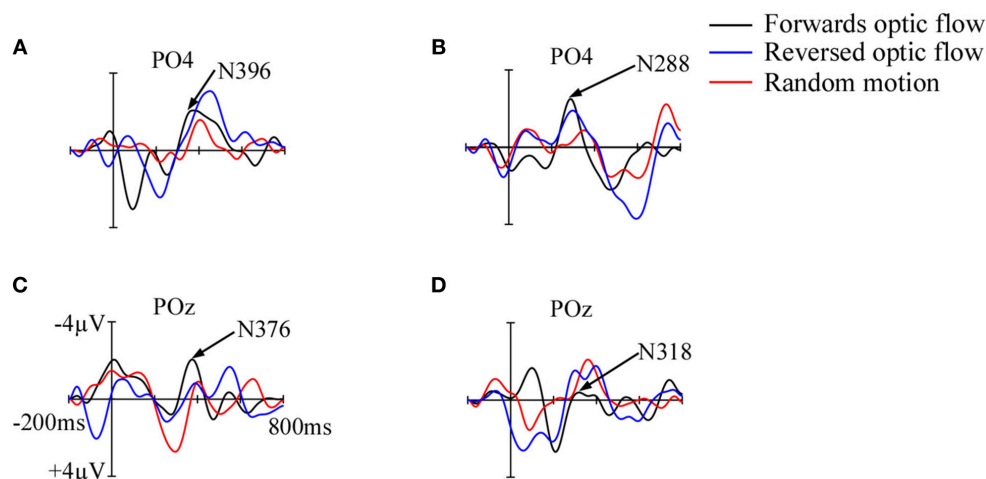 Forwards optic flow
Reversed optic flow
Random motion
A
PO4
N396
B
PO4
N288
C
POz
-4µV
N376
-200ms
800ms
+4µV
D
POz
N318